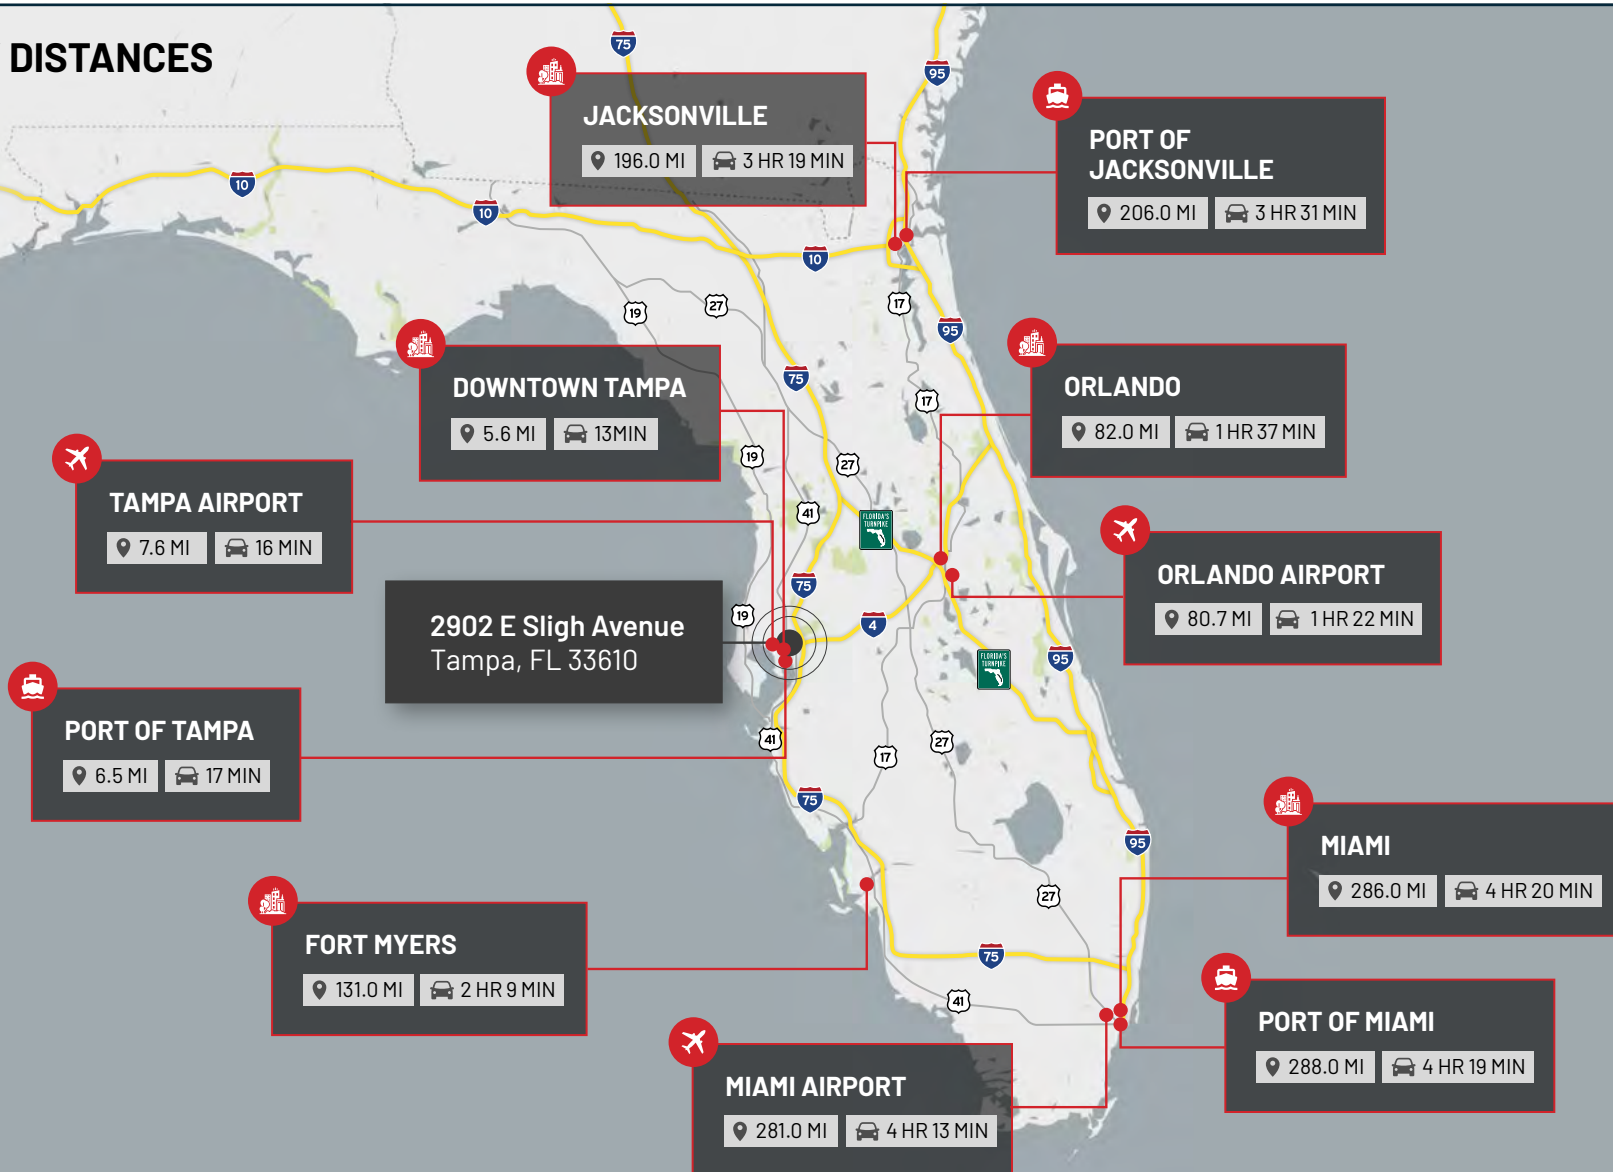 DISTANCES
75
95
JACKSONVILLE
196.0 MI
3 HR 19 MIN
PORT OF
JACKSONVILLE
206.0 MI
3 HR 31 MIN
10
10
10
19
27
17
95
DOWNTOWN TAMPA
5.6 MI
13MIN
75
17
ORLANDO
82.0 MI
1 HR 37 MIN
19
27
TAMPA AIRPORT
7.6 MI
16 MIN
41
FLORIDA'S
TURNPIKE
ORLANDO AIRPORT
80.7 MI
1 HR 22 MIN
75
19
4
2902 E Sligh Avenue
Tampa, FL 33610
FLORIDA'S
TURNPIKE
95
PORT OF TAMPA
6.5 MI
17 MIN
41
17
27
75
95
MIAMI
286.0 MI
4 HR 20 MIN
27
FORT MYERS
131.0 MI
2 HR 9 MIN
75
41
PORT OF MIAMI
288.0 MI
4 HR 19 MIN
MIAMI AIRPORT
281.0 MI
4 HR 13 MIN